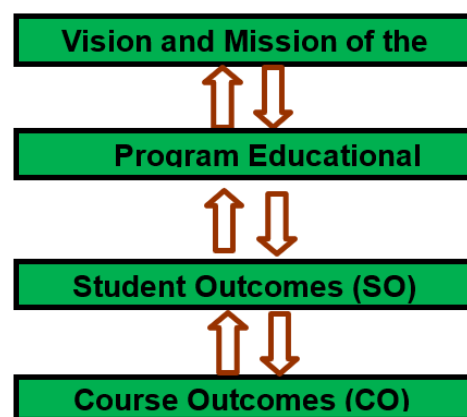 Vision and Mission of the
Program Educational
Student Outcomes (SO)
Course Outcomes (CO)